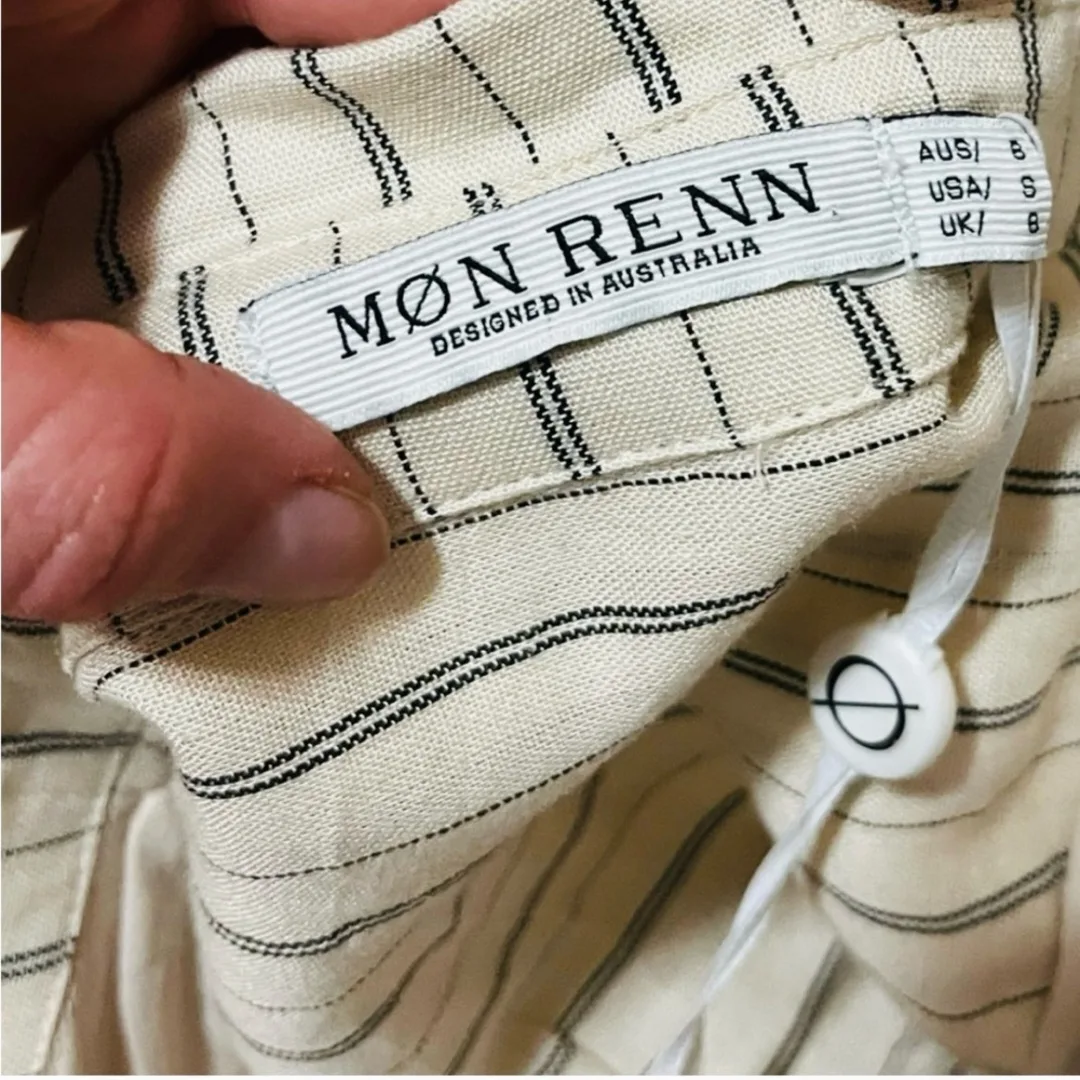 MØN RENN
DESIGNED IN AUSTRALIA
AUS/ 8
USA/ S
UK/ 8
Ø